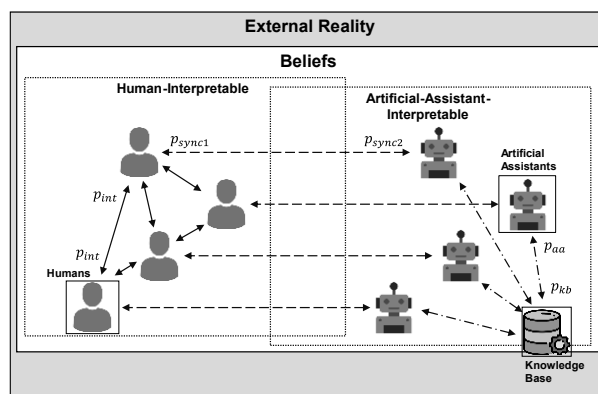 External Reality
Beliefs
Human-Interpretable
Artificial-Assistant-
Interpretable
p_sync1
p_sync2
Artificial
Assistants
p_int
p_int
p_aa
Humans
p_kb
Knowledge
Base